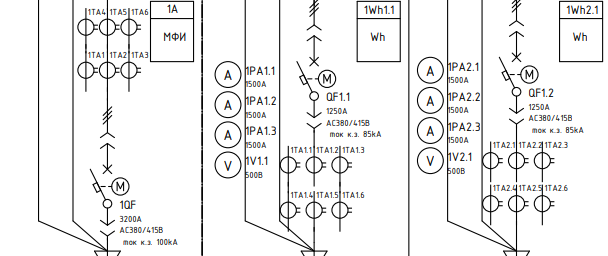 1TA4 1TA5 1TA6
1A
МФИ
1TA1 1TA2 1TA3
M
1QF
3200A
AC380/415B
ток к.з. 100kA
1Wh1.1
Wh
A 1PA1.1
1500A
A 1PA1.2
1500A
A 1PA1.3
1500A
V 1V1.1
500B
M
QF1.1
1250A
AC380/415B
ток к.з. 85kA
1TA1.1 1TA1.2 1TA1.3
1TA1.4 1TA1.5 1TA1.6
1Wh2.1
Wh
A 1PA2.1
1500A
A 1PA2.2
1500A
A 1PA2.3
1500A
V 1V2.1
500B
M
QF1.2
1250A
AC380/415B
ток к.з. 85kA
1TA2.1 1TA2.2 1TA2.3
1TA2.4 1TA2.5 1TA2.6